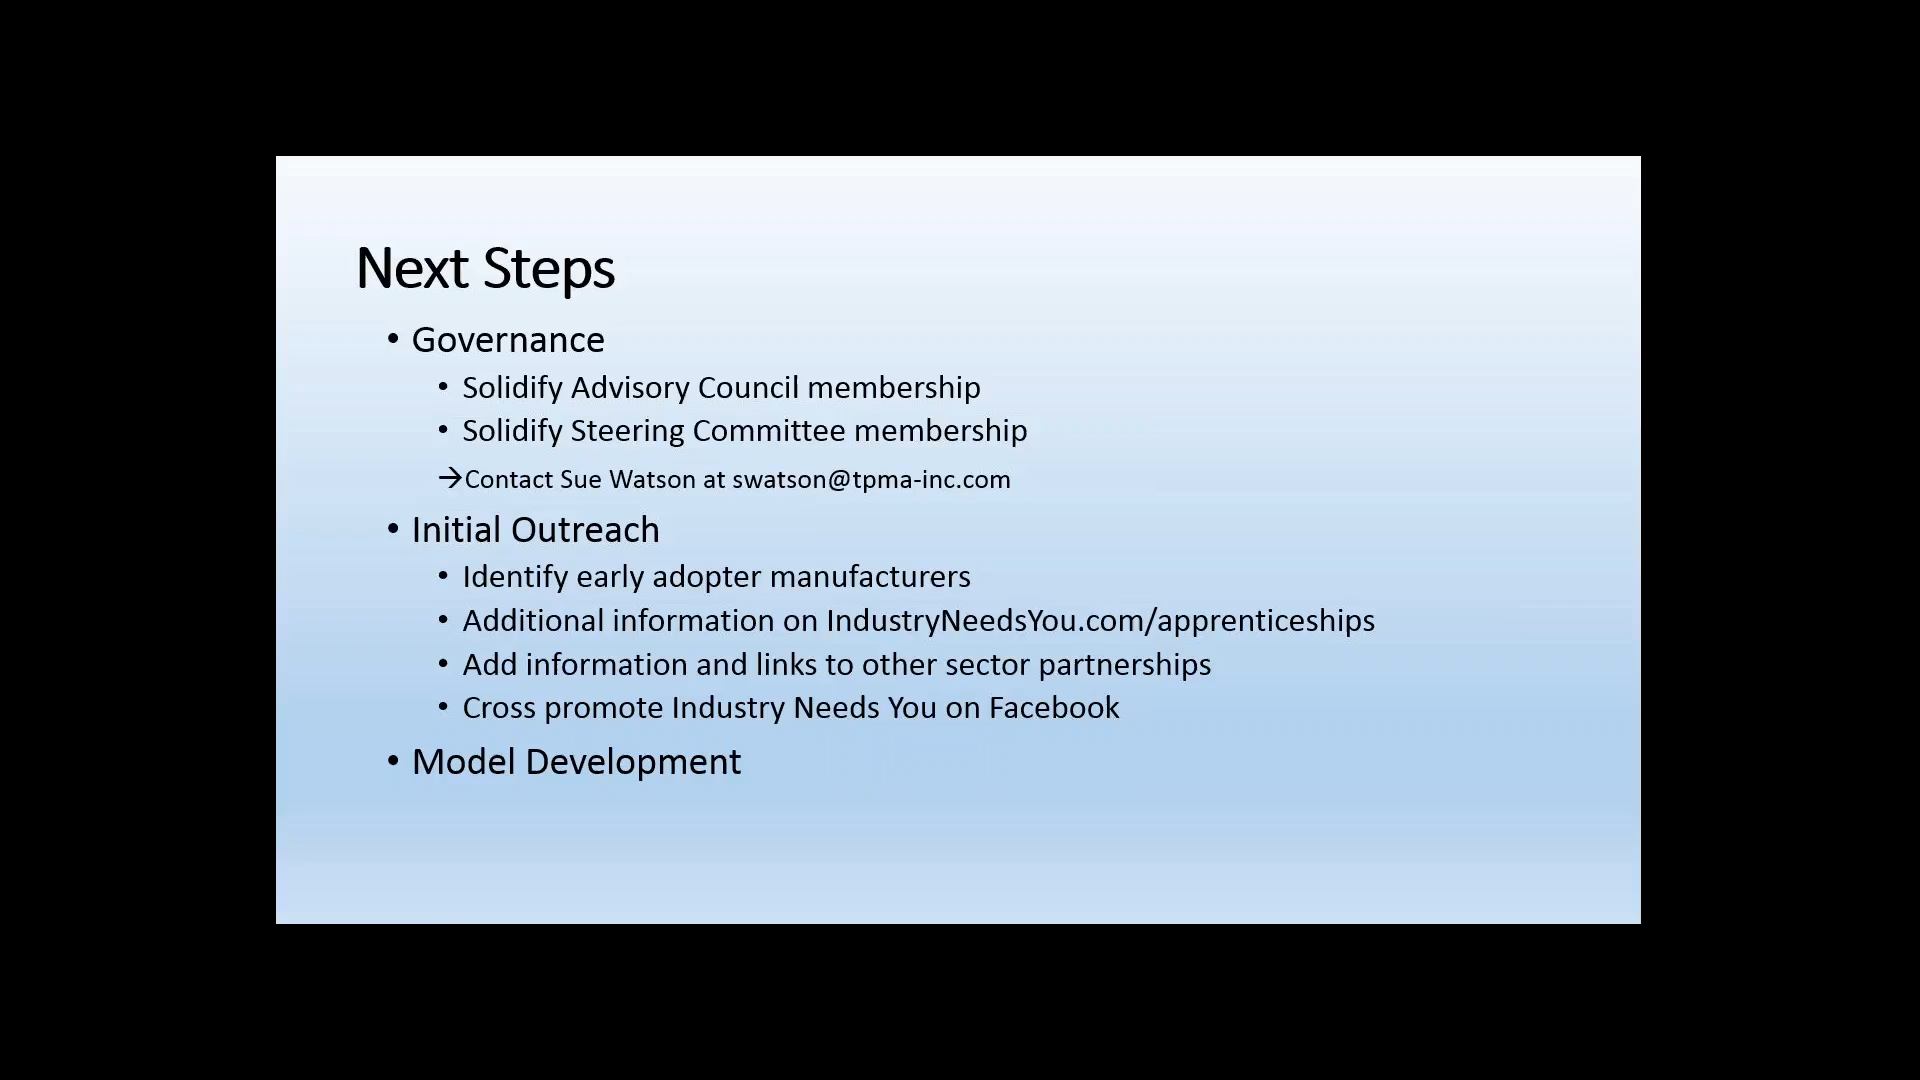 Next Steps
• Governance
• Solidify Advisory Council membership
• Solidify Steering Committee membership
→Contact Sue Watson at swatson@tpma-inc.com
• Initial Outreach
• Identify early adopter manufacturers
• Additional information on IndustryNeedsYou.com/apprenticeships
• Add information and links to other sector partnerships
• Cross promote Industry Needs You on Facebook
• Model Development